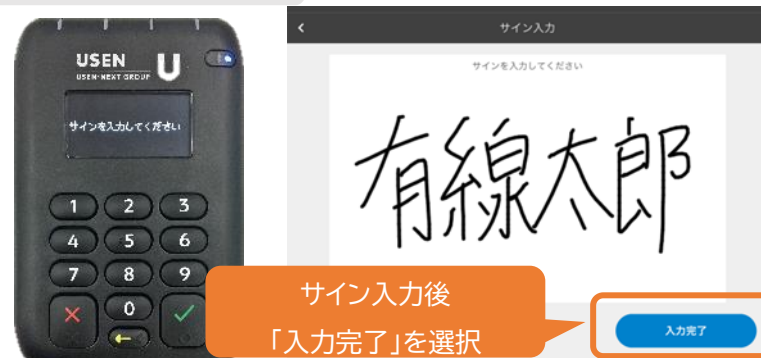 USEN
USEN-NEXT GROUP
U
サインを入力してください
1 2 3
4 5 6
7 8 9
0
サイン入力
サインを入力してください
有線太郎
サイン入力後
「入力完了」を選択
入力完了